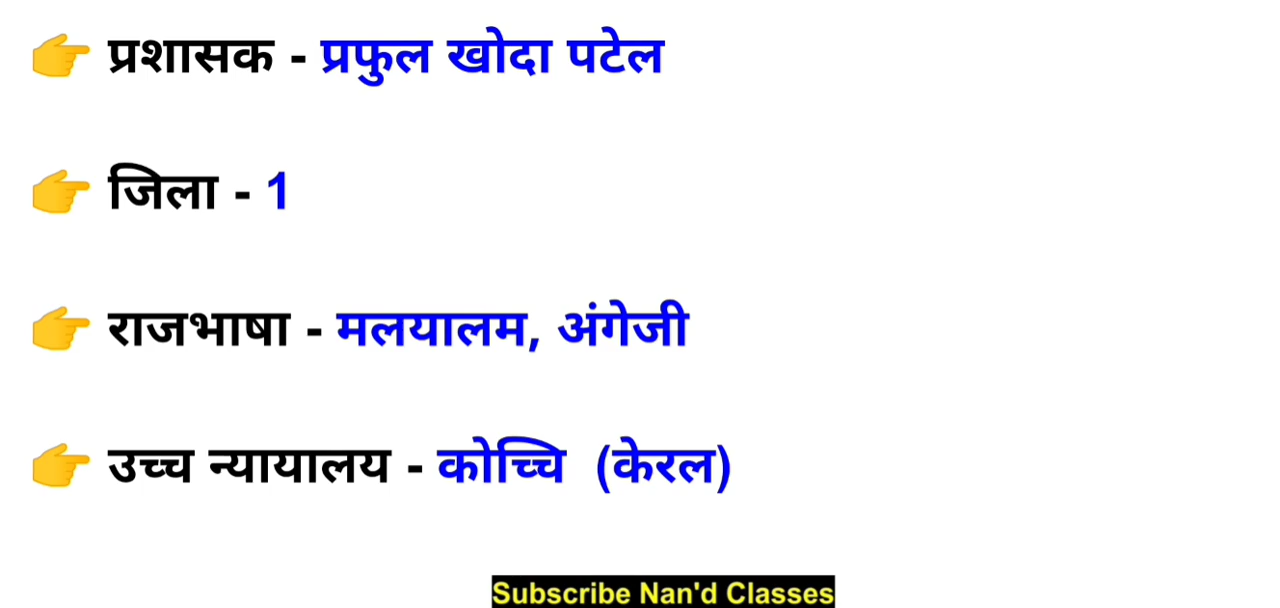 👉 प्रशासक - प्रफुल खोदा पटेल
👉 जिला - 1
👉 राजभाषा - मलयालम, अंगेजी
👉 उच्च न्यायालय - कोच्चि (केरल)
Subscribe Nan'd Classes